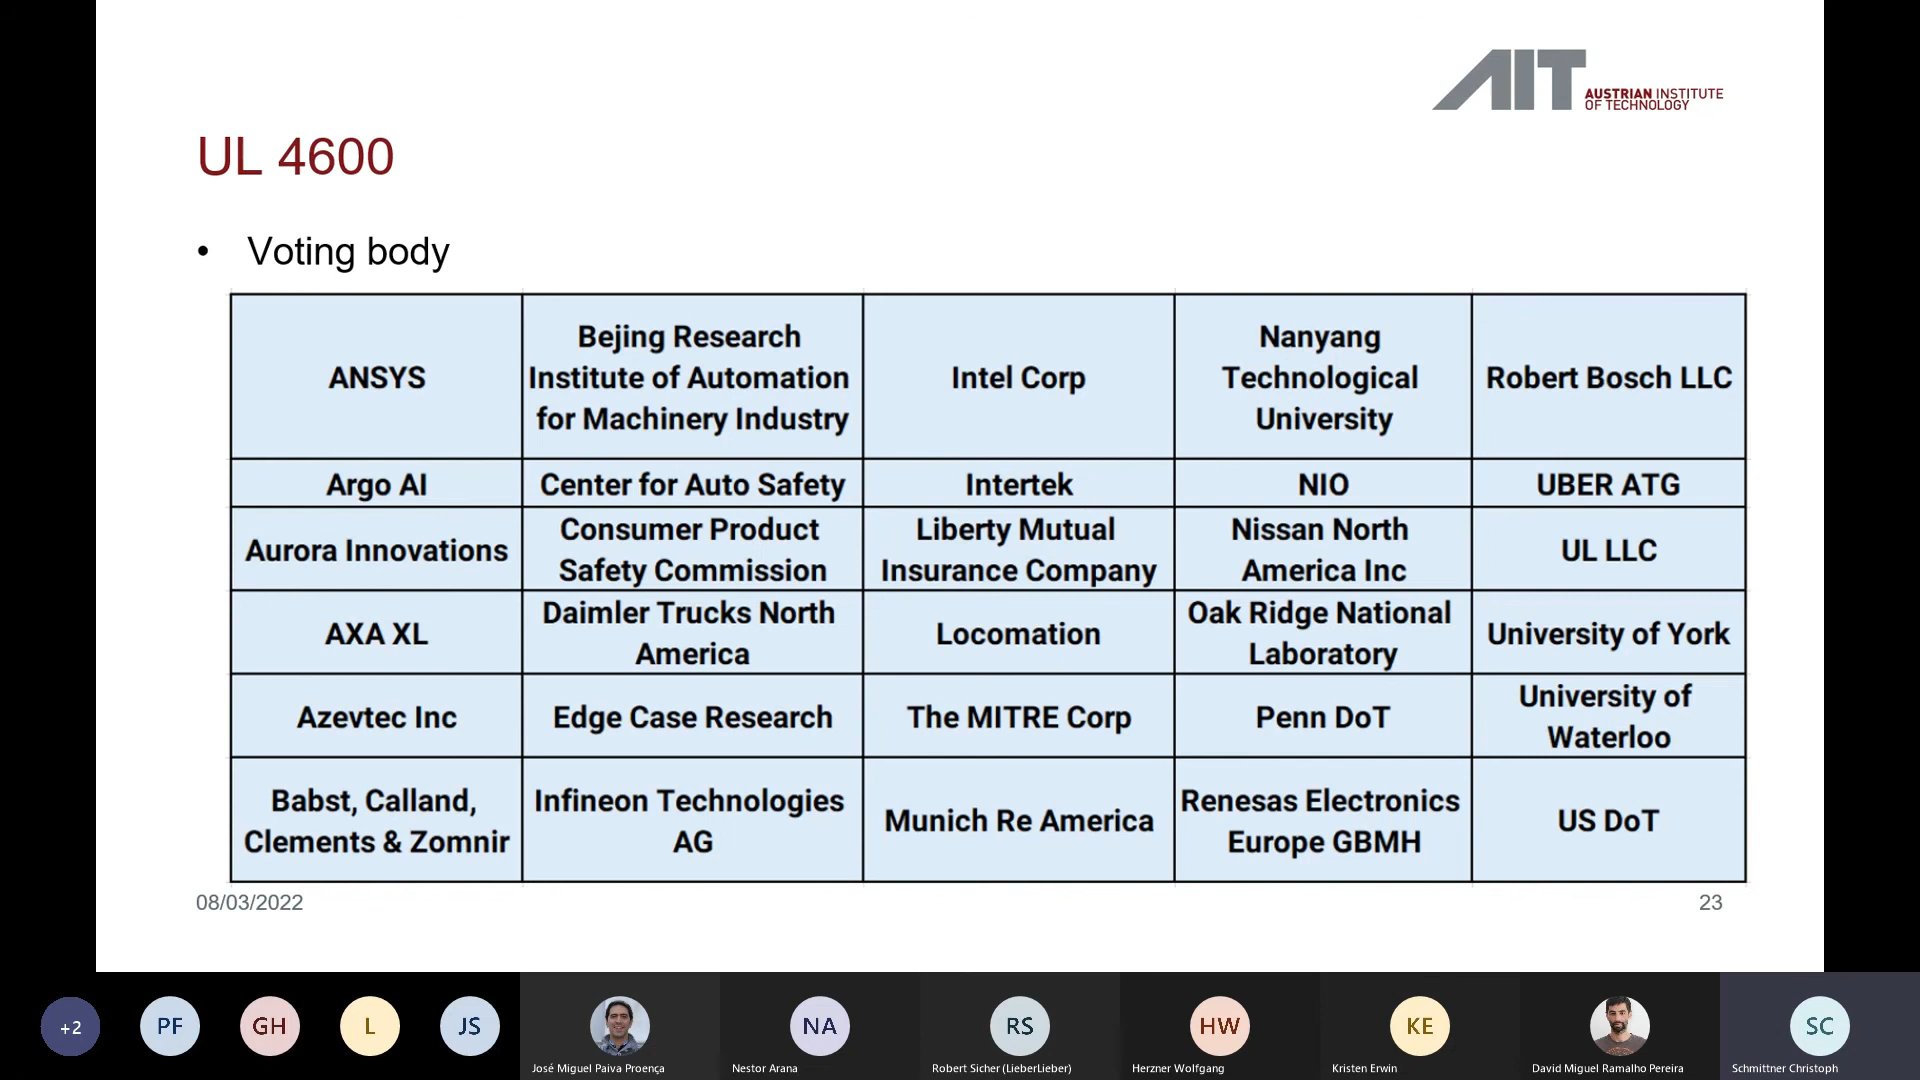 AIT AUSTRIAN INSTITUTE
OF TECHNOLOGY
UL 4600
• Voting body
ANSYS
Bejing Research
Institute of Automation
for Machinery Industry
Intel Corp
Nanyang
Technological
University
Robert Bosch LLC
Argo AI
Center for Auto Safety
Intertek
NIO
UBER ATG
Aurora Innovations
Consumer Product
Safety Commission
Liberty Mutual
Insurance Company
Nissan North
America Inc
UL LLC
AXA XL
Daimler Trucks North
America
Locomation
Oak Ridge National
Laboratory
University of York
Azevtec Inc
Edge Case Research
The MITRE Corp
Penn DoT
University of
Waterloo
Babst, Calland,
Clements & Zomnir
Infineon Technologies
AG
Munich Re America
Renesas Electronics
Europe GBMH
US DoT
08/03/2022
23
+2
PF
GH
L
JS
José Miguel Paiva Proença
NA
Nestor Arana
RS
Robert Sicher (LieberLieber)
HW
Herzner Wolfgang
KE
Kristen Erwin
David Miguel Ramalho Pereira
SC
Schmittner Christoph